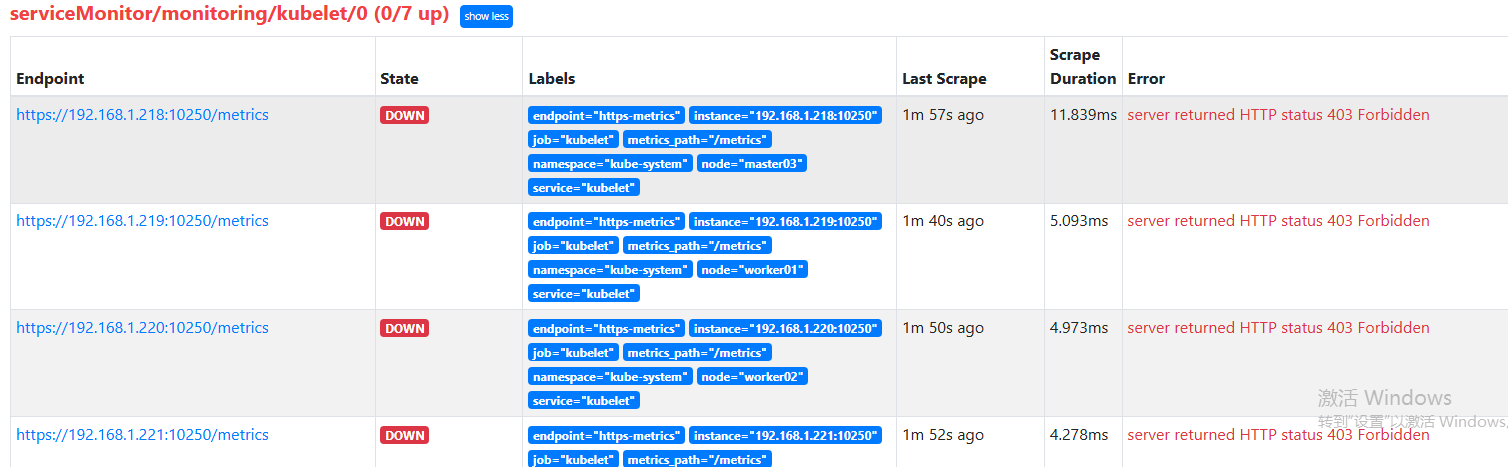 serviceMonitor/monitoring/kubelet/0 (0/7 up) show less
Endpoint State Labels Last Scrape Scrape Duration Error
https://192.168.1.218:10250/metrics DOWN endpoint="https-metrics" instance="192.168.1.218:10250" 1m 57s ago 11.839ms server returned HTTP status 403 Forbidden
job="kubelet" metrics_path="/metrics"
namespace="kube-system" node="master03"
service="kubelet"
https://192.168.1.219:10250/metrics DOWN endpoint="https-metrics" instance="192.168.1.219:10250" 1m 40s ago 5.093ms server returned HTTP status 403 Forbidden
job="kubelet" metrics_path="/metrics"
namespace="kube-system" node="worker01"
service="kubelet"
https://192.168.1.220:10250/metrics DOWN endpoint="https-metrics" instance="192.168.1.220:10250" 1m 50s ago 4.973ms server returned HTTP status 403 Forbidden
job="kubelet" metrics_path="/metrics"
namespace="kube-system" node="worker02"
service="kubelet"
激活 Windows
转到"设置"以激活 Windows。
https://192.168.1.221:10250/metrics DOWN endpoint="https-metrics" instance="192.168.1.221:10250" 1m 52s ago 4.278ms server returned HTTP status 403 Forbidden
job="kubelet" metrics_path="/metrics"